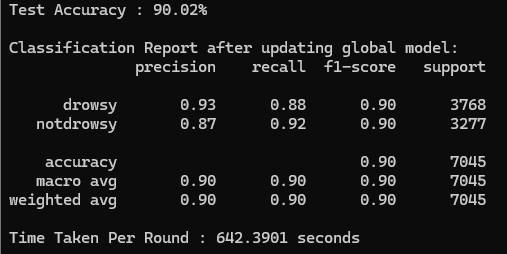 Test Accuracy : 90.02%
Classification Report after updating global model:
precision recall f1-score support
drowsy 0.93 0.88 0.90 3768
notdrowsy 0.87 0.92 0.90 3277
accuracy 0.90 7045
macro avg 0.90 0.90 0.90 7045
weighted avg 0.90 0.90 0.90 7045
Time Taken Per Round : 642.3901 seconds